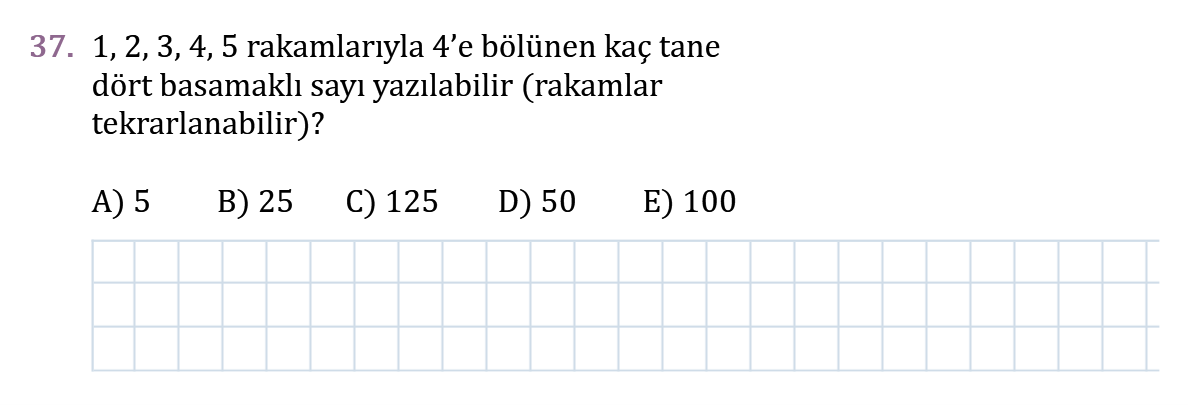 37. 1, 2, 3, 4, 5 rakamlarıyla 4’e bölünen kaç tane
dört basamaklı sayı yazılabilir (rakamlar
tekrarlanabilir)?
A) 5 B) 25 C) 125 D) 50 E) 100